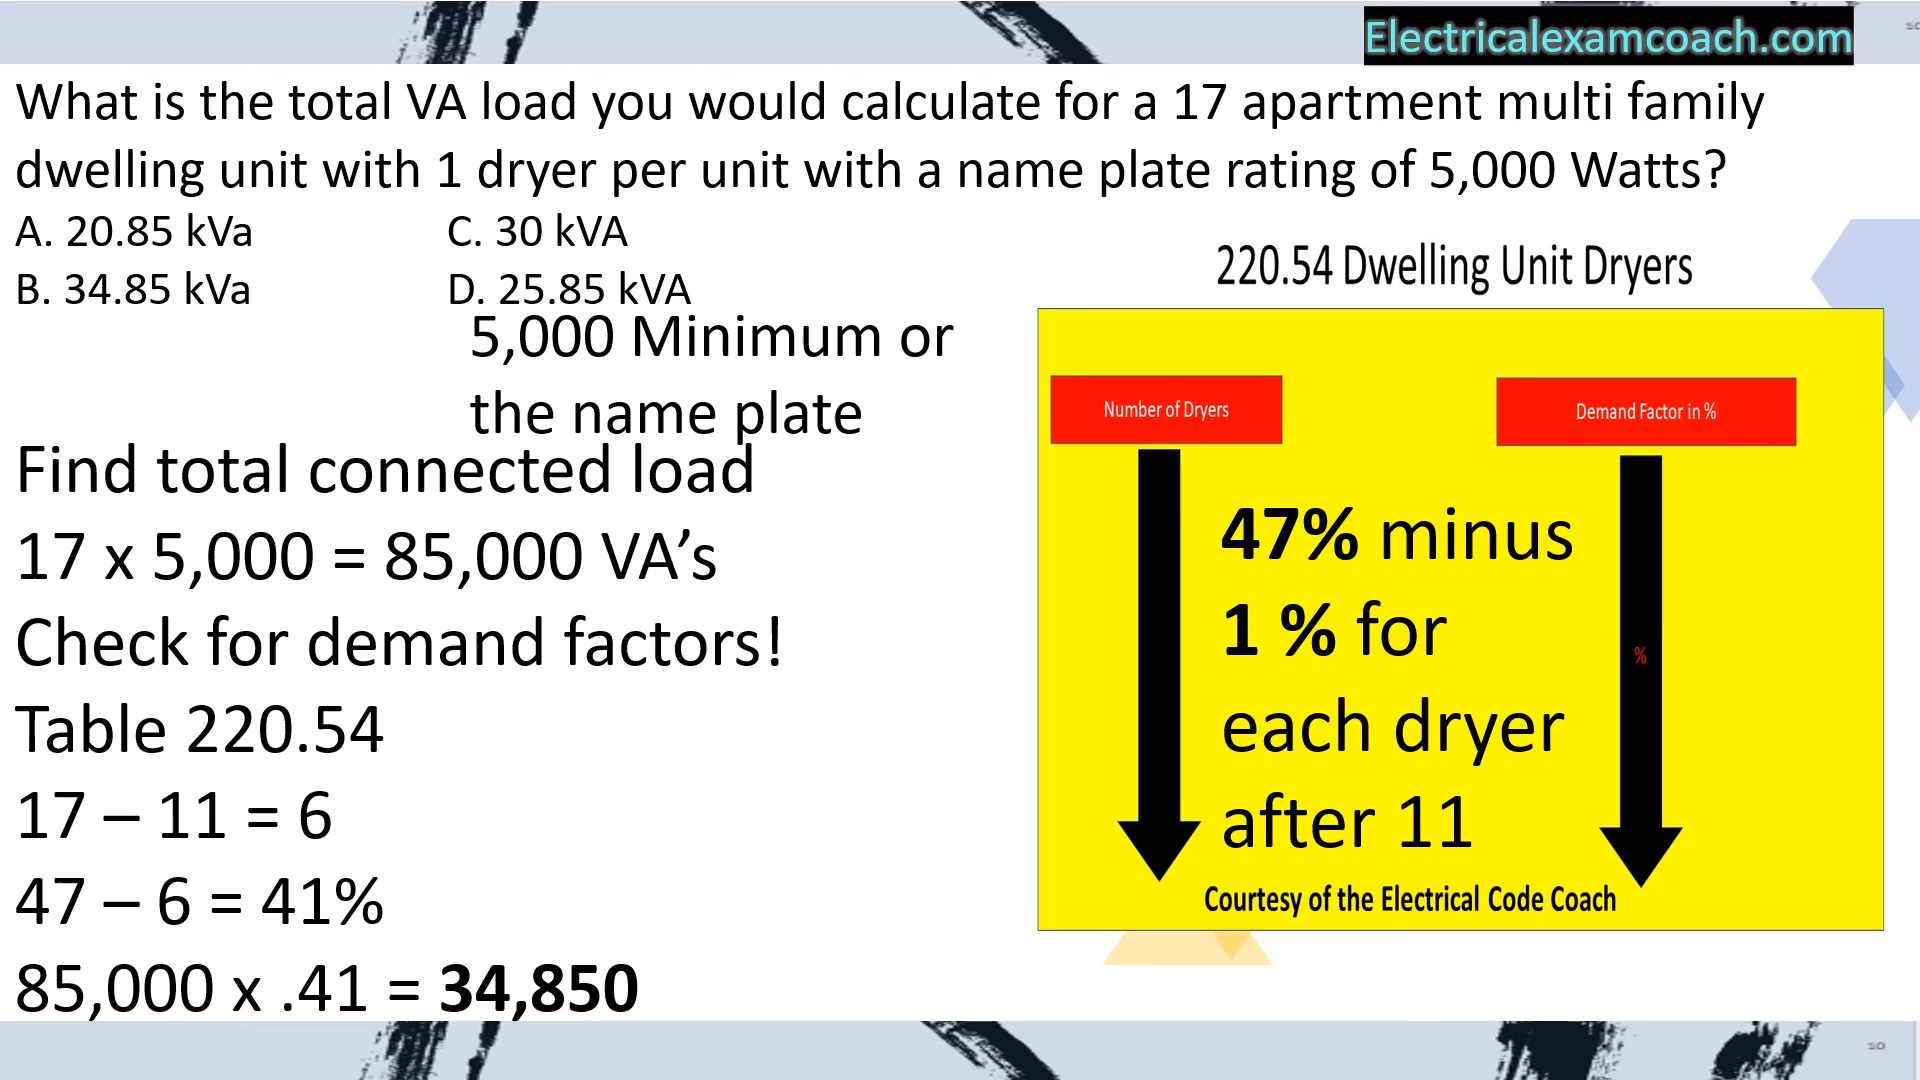 Electricalexamcoach.com
What is the total VA load you would calculate for a 17 apartment multi family
dwelling unit with 1 dryer per unit with a name plate rating of 5,000 Watts?
A. 20.85 kVa
C. 30 kVA
B. 34.85 kVa
D. 25.85 kVA
5,000 Minimum or
the name plate
Find total connected load
17 x 5,000 = 85,000 VA’s
Check for demand factors!
Table 220.54
17 – 11 = 6
47 – 6 = 41%
85,000 x .41 = 34,850
220.54 Dwelling Unit Dryers
Number of Dryers
Demand Factor in %
47% minus
1 % for
each dryer
after 11
%
Courtesy of the Electrical Code Coach
10